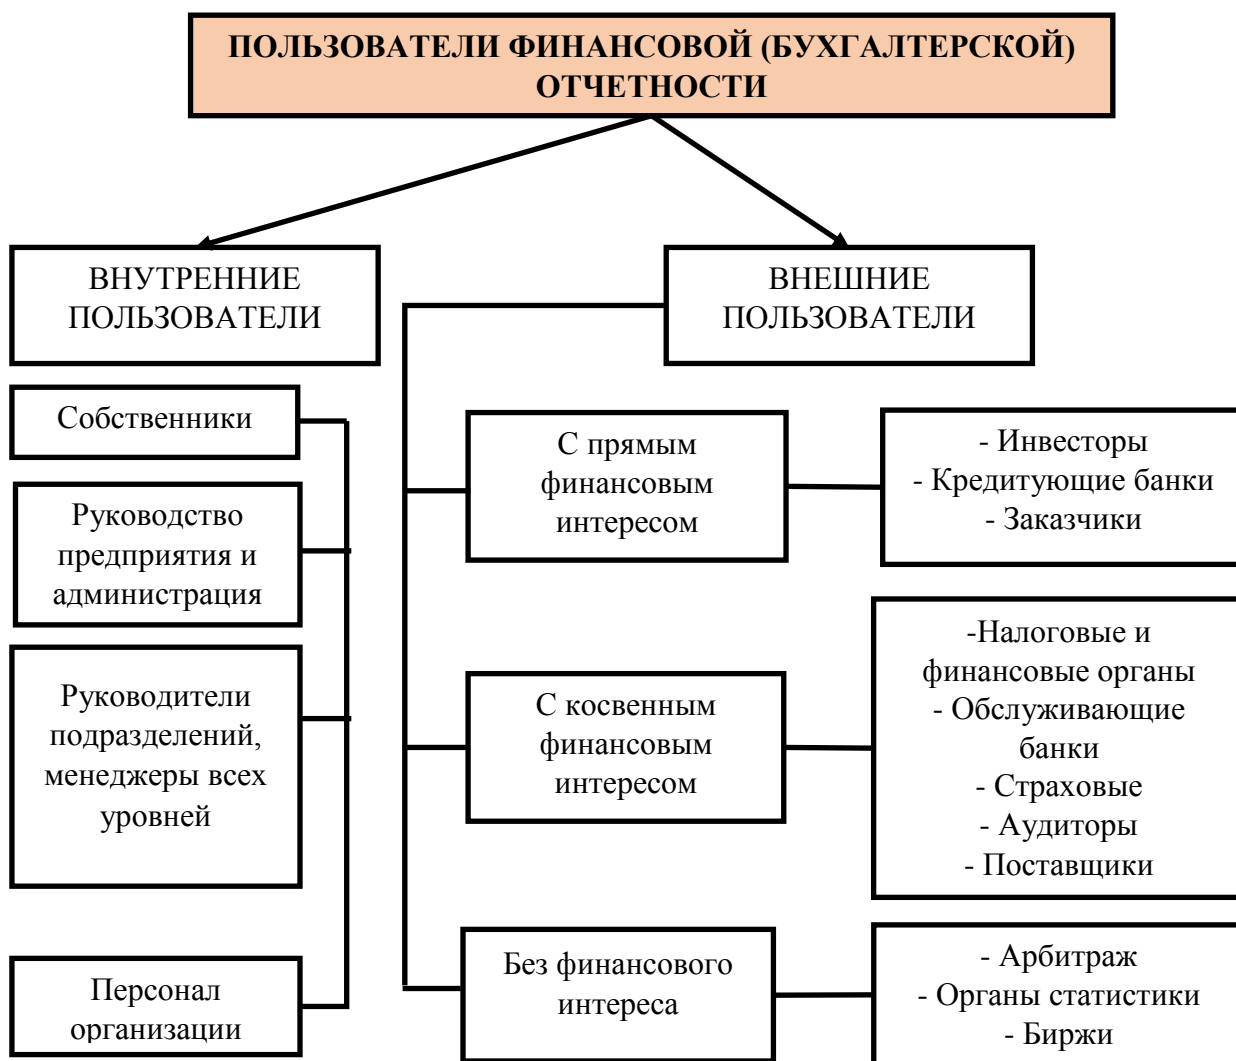 ПОЛЬЗОВАТЕЛИ ФИНАНСОВОЙ (БУХГАЛТЕРСКОЙ)
ОТЧЕТНОСТИ
ВНУТРЕННИЕ
ПОЛЬЗОВАТЕЛИ
ВНЕШНИЕ
ПОЛЬЗОВАТЕЛИ
Собственники
Руководство
предприятия и
администрация
Руководители
подразделений,
менеджеры всех
уровней
Персонал
организации
С прямым
финансовым
интересом
- Инвесторы
- Кредитующие банки
- Заказчики
С косвенным
финансовым
интересом
-Налоговые и
финансовые органы
- Обслуживающие
банки
- Страховые
- Аудиторы
- Поставщики
Без финансового
интереса
- Арбитраж
- Органы статистики
- Биржи